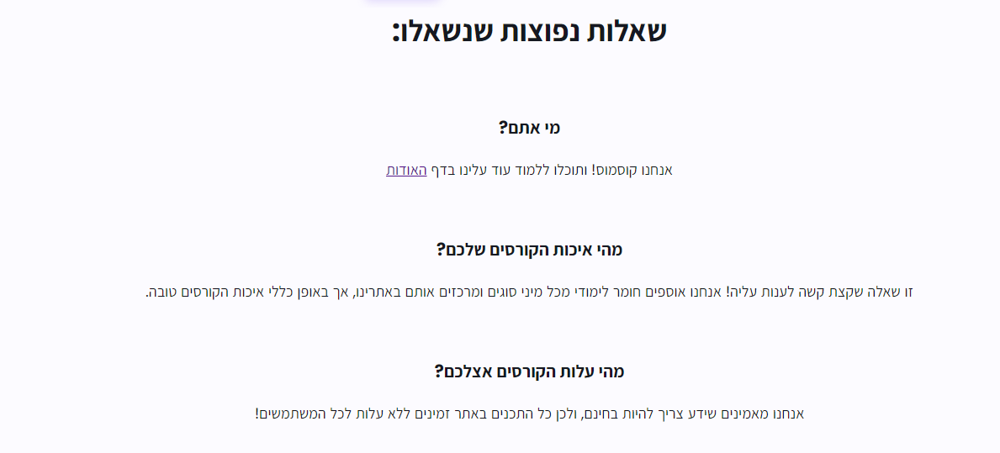 שאלות נפוצות שנשאלו:
מי אתם?
אנחנו קוסמוס! ותוכלו ללמוד עוד עלינו בדף האודות
מהי איכות הקורסים שלכם?
זו שאלה שקצת קשה לענות עליה! אנחנו אוספים חומר לימודי מכל מיני סוגים ומרכזים אותם באתרינו, אך באופן כללי איכות הקורסים טובה.
מהי עלות הקורסים אצלכם?
אנחנו מאמינים שידע צריך להיות בחינם, ולכן כל התכנים באתר זמינים ללא עלות לכל המשתמשים!